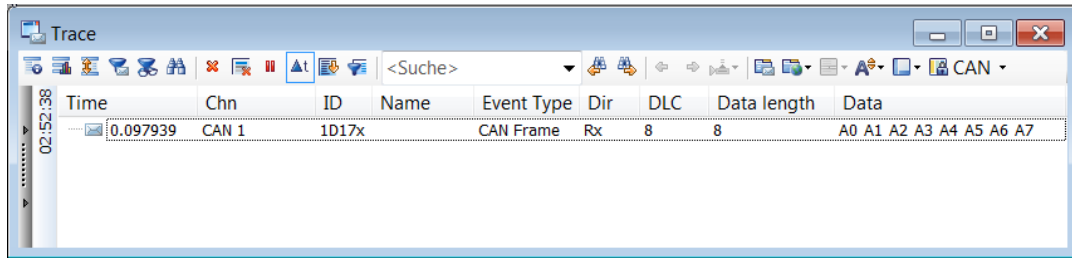 Trace
Δt <Suche> CAN
02:52:38
Time Chn ID Name Event Type Dir DLC Data length Data
0.097939 CAN 1 1D17x CAN Frame Rx 8 8 A0 A1 A2 A3 A4 A5 A6 A7